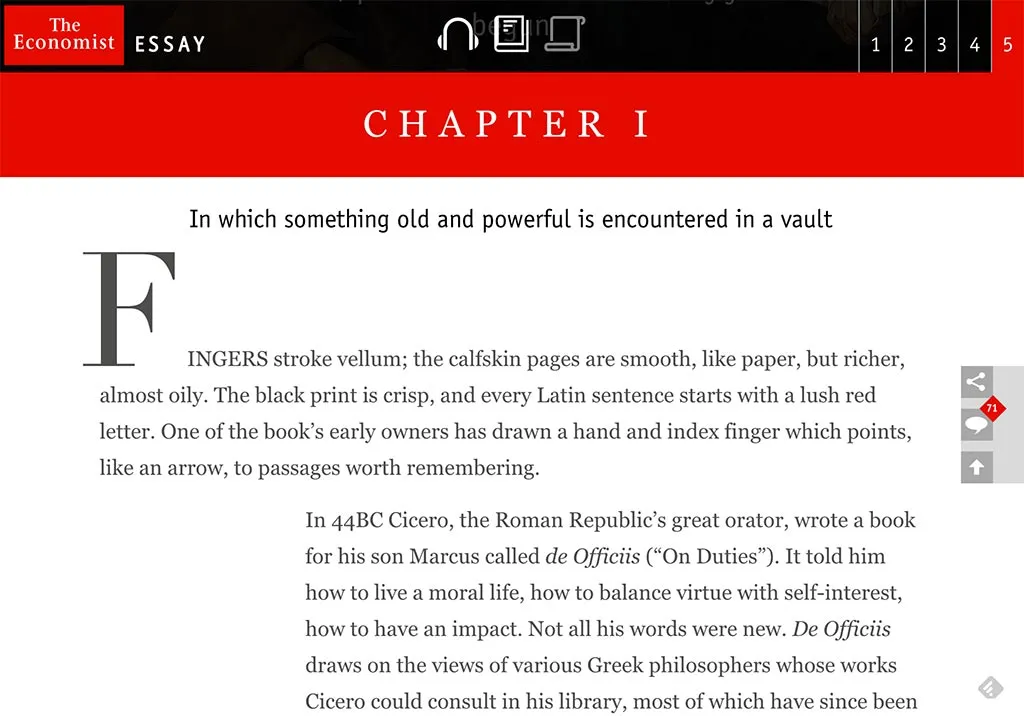 The
Economist
ESSAY
begun
1 2 3 4 5
CHAPTER I
In which something old and powerful is encountered in a vault
FINGERS stroke vellum; the calfskin pages are smooth, like paper, but richer,
almost oily. The black print is crisp, and every Latin sentence starts with a lush red
letter. One of the book’s early owners has drawn a hand and index finger which points,
like an arrow, to passages worth remembering.
71
In 44BC Cicero, the Roman Republic’s great orator, wrote a book
for his son Marcus called de Officiis (“On Duties”). It told him
how to live a moral life, how to balance virtue with self-interest,
how to have an impact. Not all his words were new. De Officiis
draws on the views of various Greek philosophers whose works
Cicero could consult in his library, most of which have since been